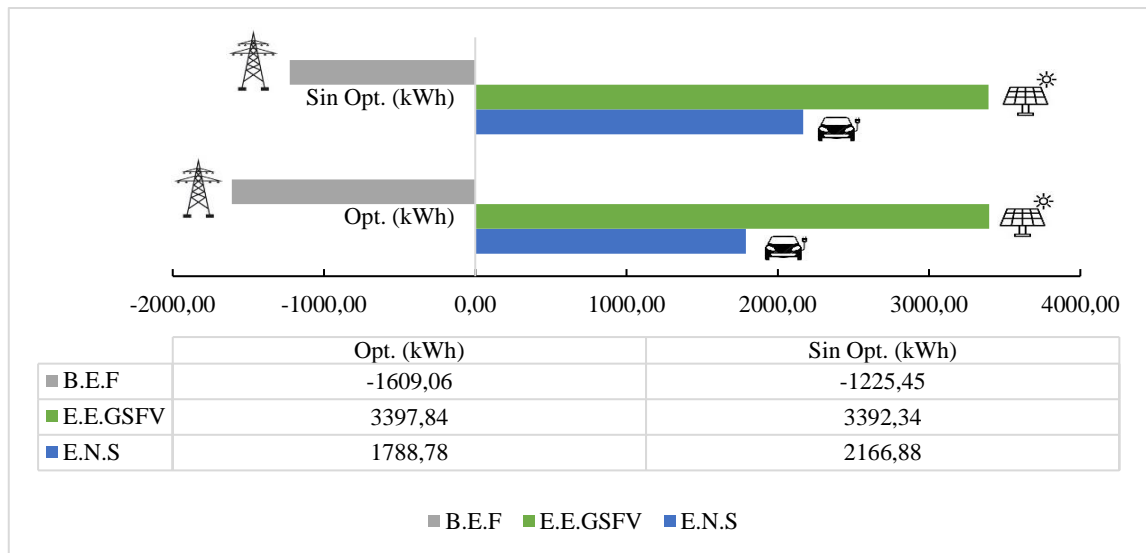 Sin Opt. (kWh)
Opt. (kWh)
-2000,00 -1000,00 0,00 1000,00 2000,00 3000,00 4000,00
Opt. (kWh) Sin Opt. (kWh)
B.E.F -1609,06 -1225,45
E.E.GSFV 3397,84 3392,34
E.N.S 1788,78 2166,88
B.E.F E.E.GSFV E.N.S